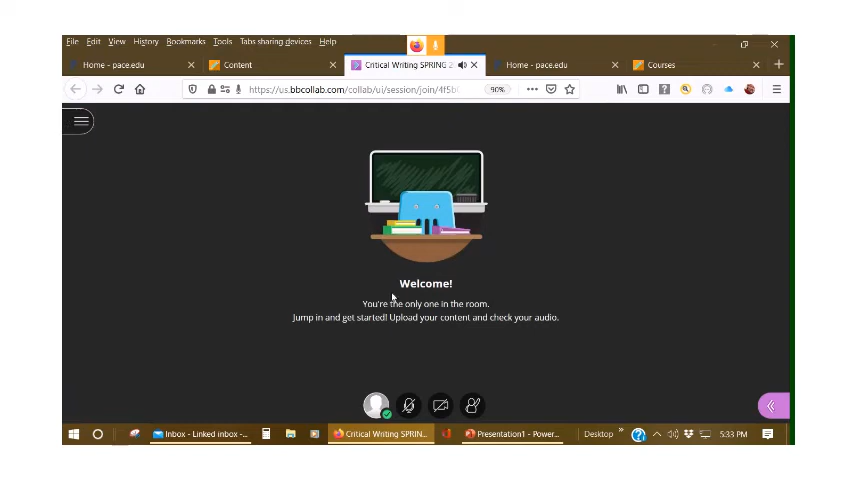 File Edit View History Bookmarks Tools Tabs sharing devices Help
Home - pace.edu Content Critical Writing SPRING 2 Home - pace.edu Courses
https://us.bbcollab.com/collab/ui/session/join/4f5b 90%
Welcome!
You're the only one in the room.
Jump in and get started! Upload your content and check your audio.
Inbox - Linked inbox -... Critical Writing SPRIN... Presentation1 - Power... Desktop 5:33 PM